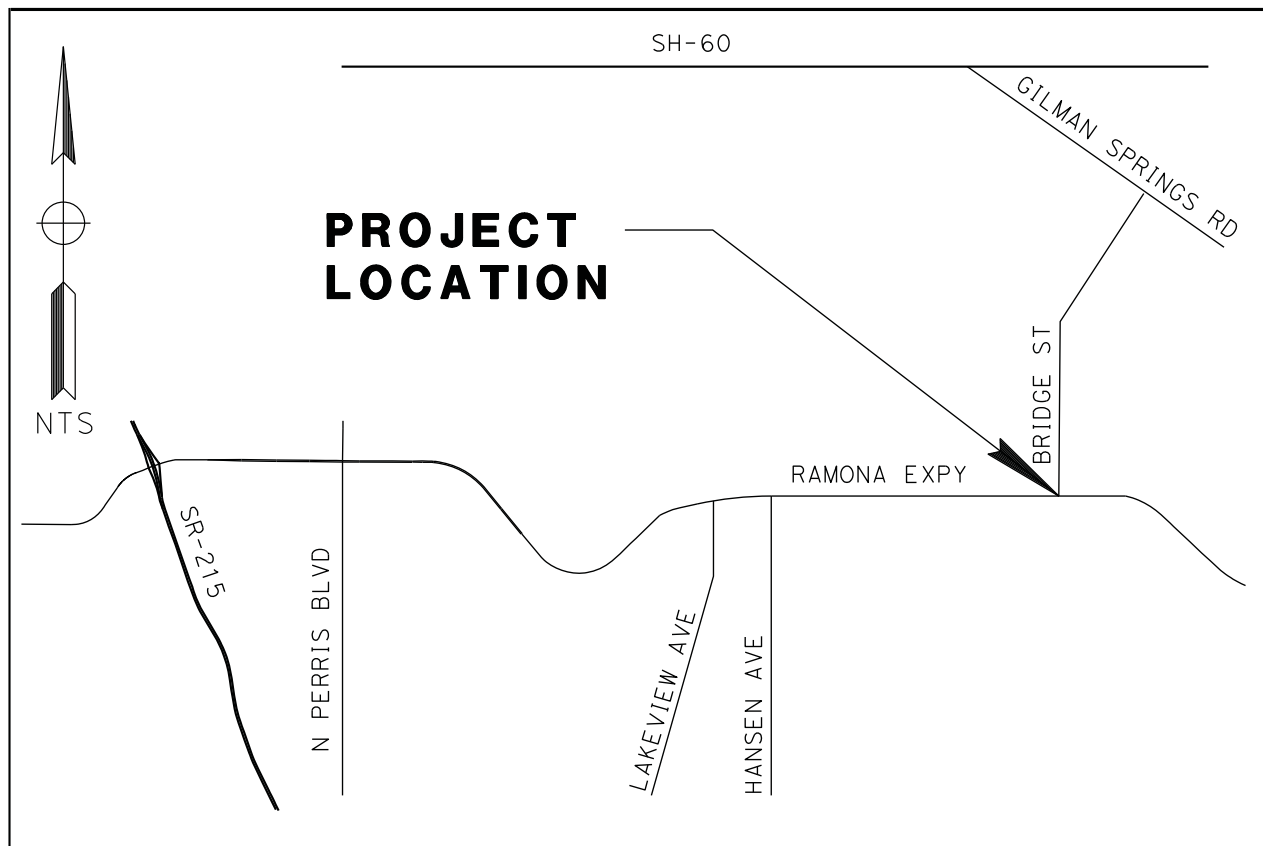 SH-60
GILMAN SPRINGS RD
PROJECT
LOCATION
NTS
BRIDGE ST
RAMONA EXPY
SR-215
N PERRIS BLVD
LAKEVIEW AVE
HANSEN AVE